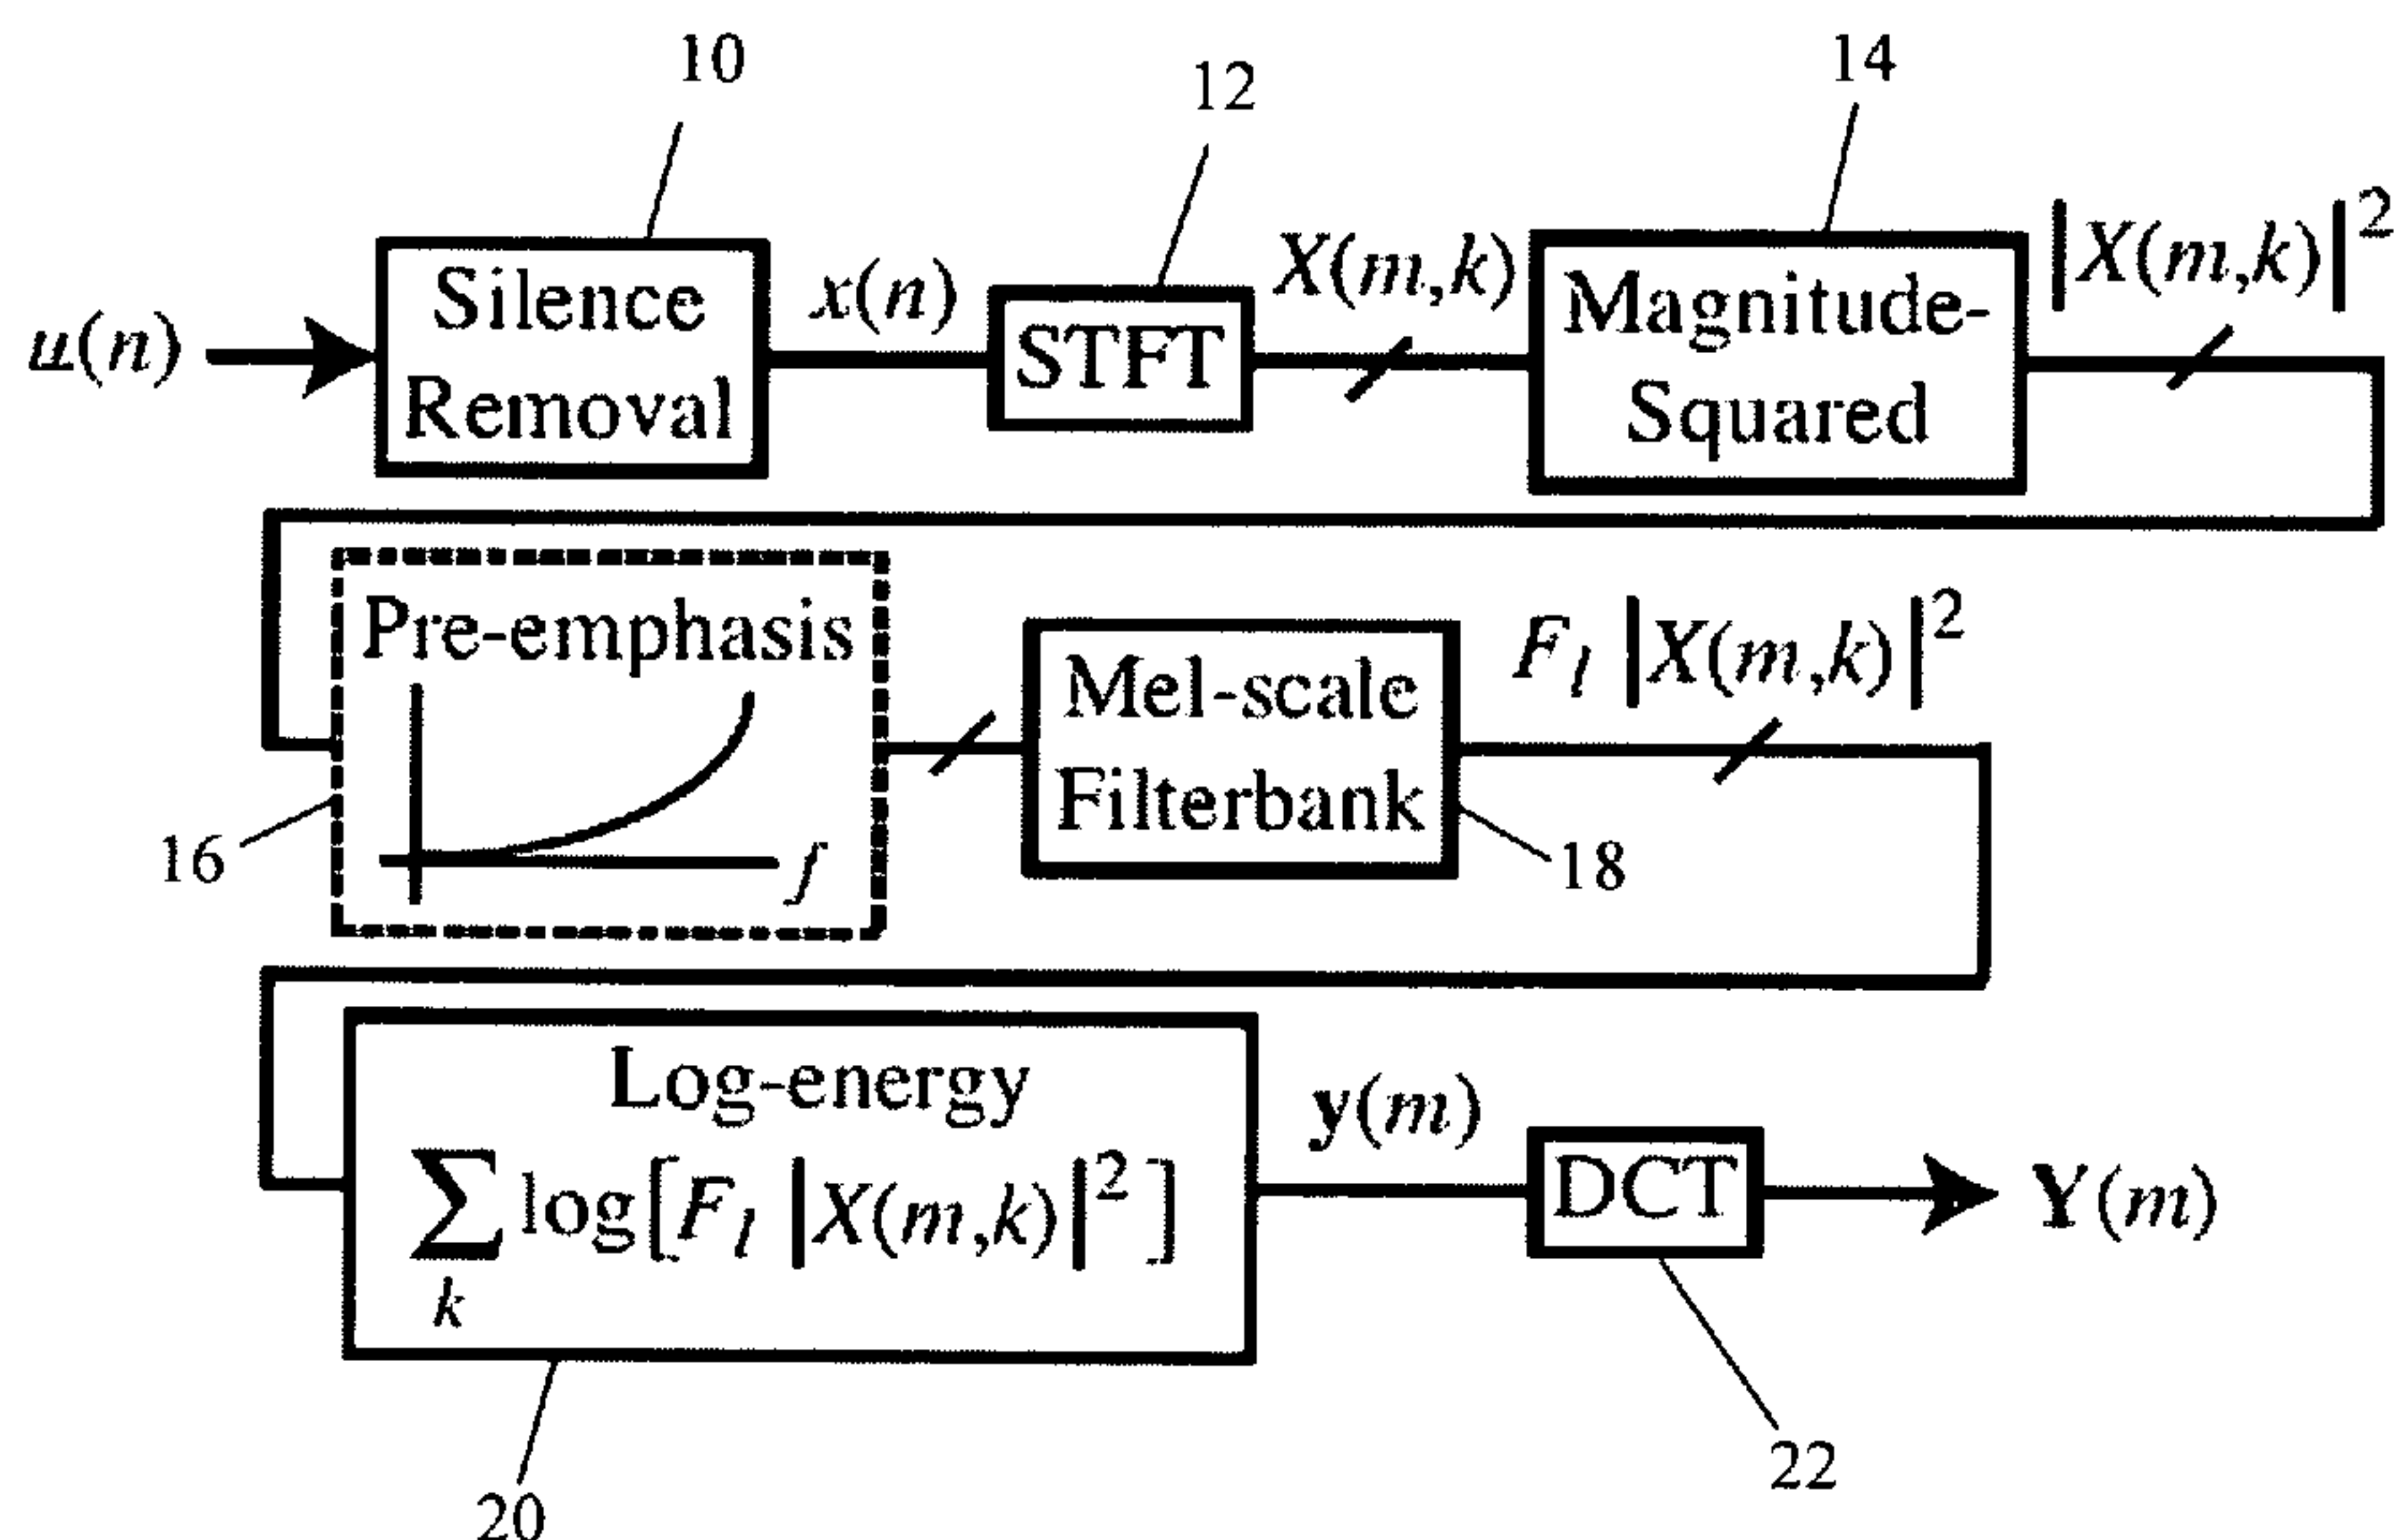 10
12
14
u(n)
Silence
Removal
x(n)
STFT
X(m,k)
Magnitude-
Squared
|X(m,k)|²
Pre-emphasis
f
16
Mel-scale
Filterbank
18
F_l |X(m,k)|²
Log-energy
∑ log[F_l |X(m,k)|²]
k
20
y(m)
DCT
22
Y(m)